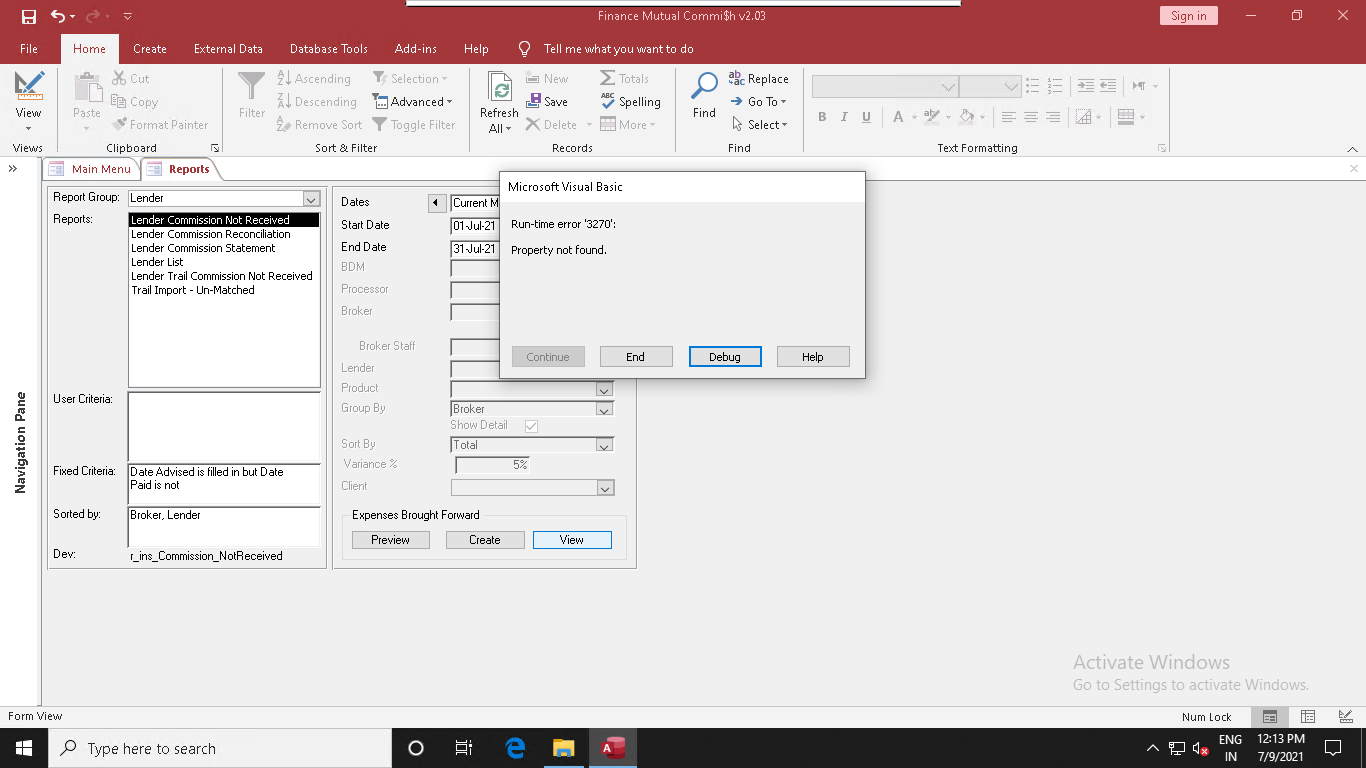 Finance Mutual Commi$h v2.03
Sign in
File Home Create External Data Database Tools Add-ins Help Tell me what you want to do
View
Views
Paste
Cut
Copy
Format Painter
Clipboard
Filter
Ascending
Descending
Remove Sort
Selection
Advanced
Toggle Filter
Sort & Filter
Refresh
All
New
Save
Delete
Totals
Spelling
More
Records
Find
Replace
Go To
Select
Find
B I U A
Text Formatting
Main Menu
Reports
Navigation Pane
Report Group: Lender
Reports:
Lender Commission Not Received
Lender Commission Reconciliation
Lender Commission Statement
Lender List
Lender Trail Commission Not Received
Trail Import - Un-Matched
User Criteria:
Fixed Criteria: Date Advised is filled in but Date
Paid is not
Sorted by: Broker, Lender
Dev: r_ins_Commission_NotReceived
Dates Current M
Start Date 01-Jul-21
End Date 31-Jul-21
BDM
Processor
Broker
Broker Staff
Lender
Product
Group By Broker
Show Detail
Sort By Total
Variance % 5%
Client
Expenses Brought Forward
Preview Create View
Microsoft Visual Basic
Run-time error '3270':
Property not found.
Continue End Debug Help
Activate Windows
Go to Settings to activate Windows.
Form View
Num Lock
Type here to search
ENG
IN
12:13 PM
7/9/2021